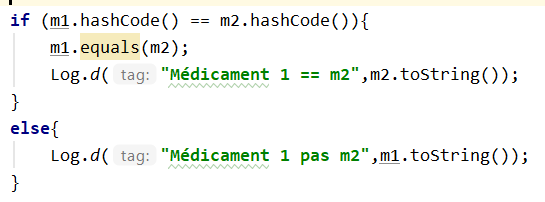 if (m1.hashCode() == m2.hashCode()){
    m1.equals(m2);
    Log.d( tag: "Médicament 1 == m2",m2.toString());
}
else{
    Log.d( tag: "Médicament 1 pas m2",m1.toString());
}